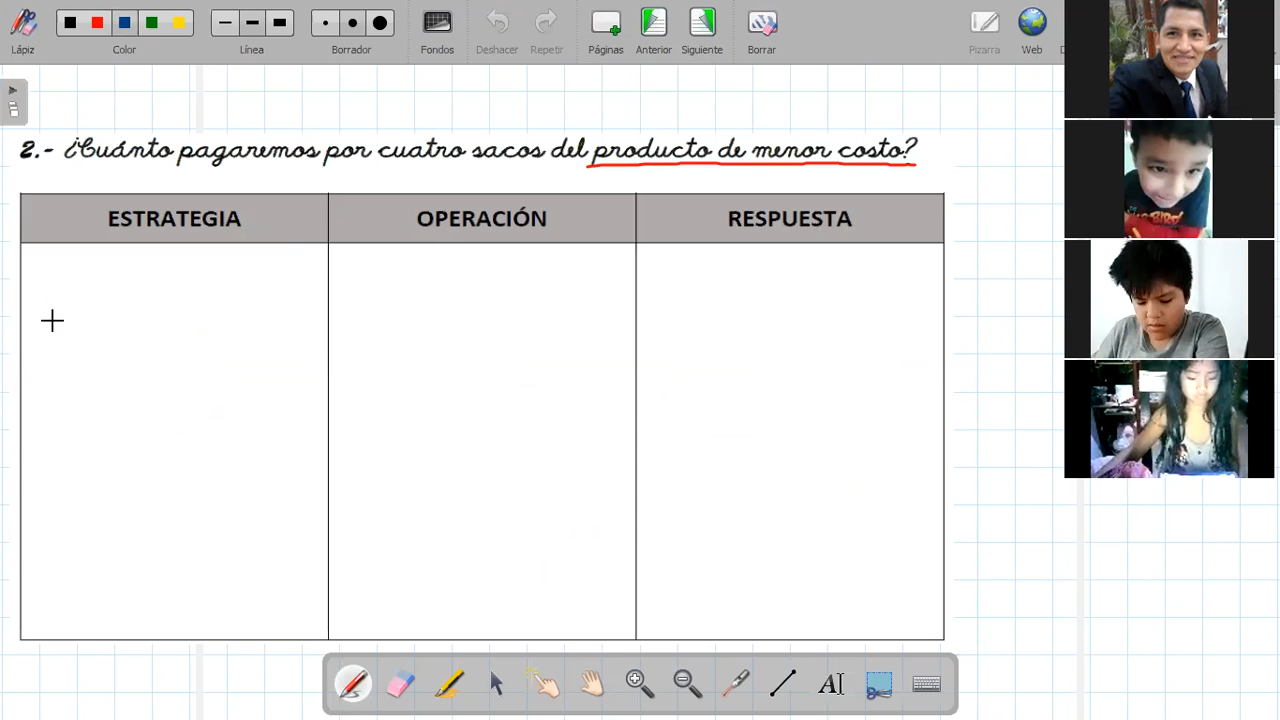 Lápiz
Color
Línea
Borrador
Fondos
Deshacer
Repetir
Páginas
Anterior
Siguiente
Borrar
Pizarra
Web
2.- ¿Cuánto pagaremos por cuatro sacos del producto de menor costo?
ESTRATEGIA OPERACIÓN RESPUESTA